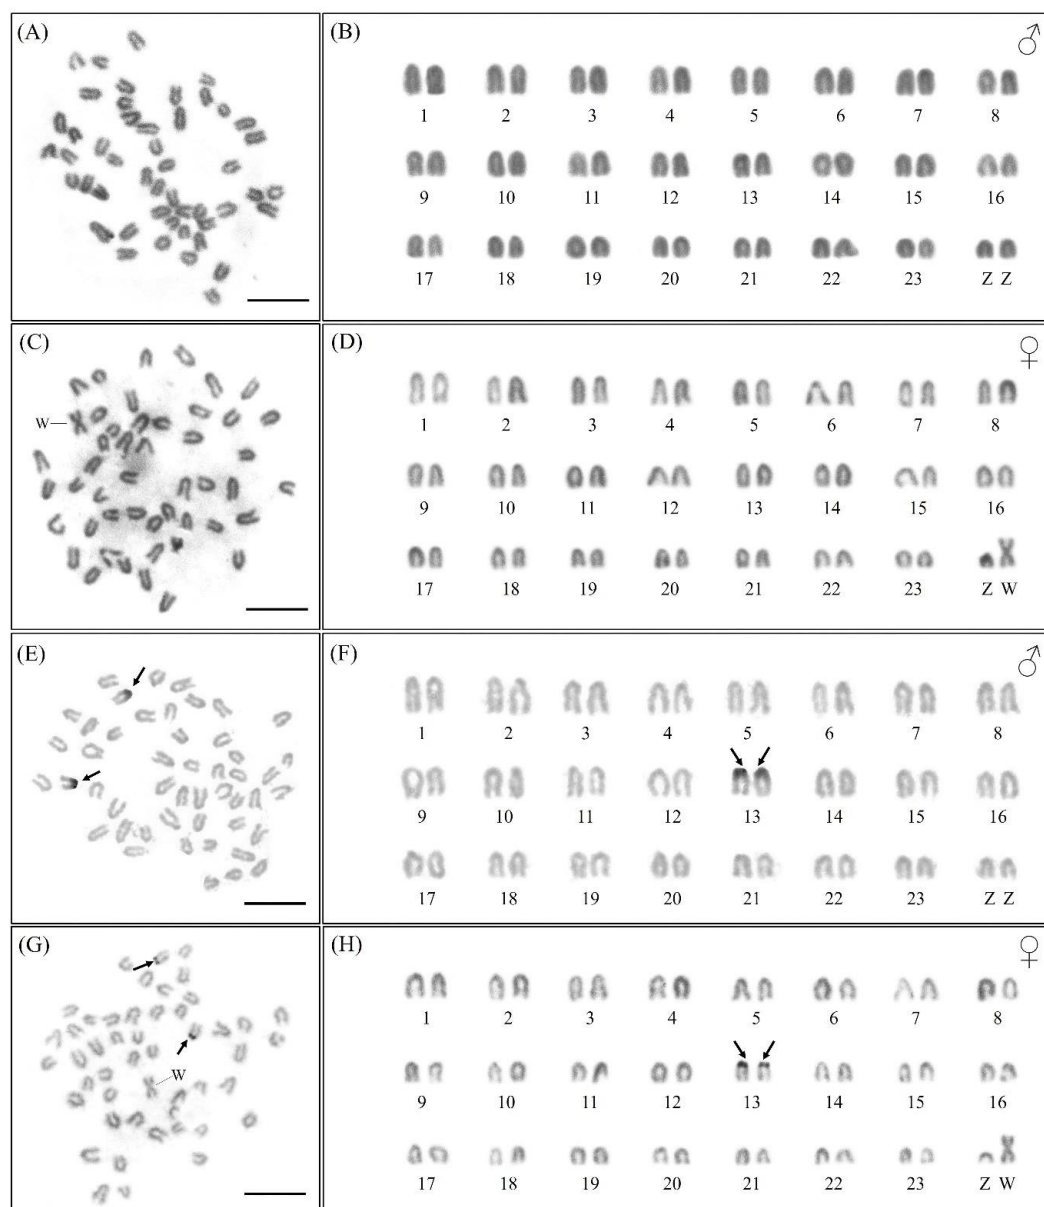 (A)
(B) ♂
1 2 3 4 5 6 7 8
9 10 11 12 13 14 15 16
17 18 19 20 21 22 23 Z Z
(C)
W
(D) ♀
1 2 3 4 5 6 7 8
9 10 11 12 13 14 15 16
17 18 19 20 21 22 23 Z W
(E)
(F) ♂
1 2 3 4 5 6 7 8
9 10 11 12 13 14 15 16
17 18 19 20 21 22 23 Z Z
(G)
W
(H) ♀
1 2 3 4 5 6 7 8
9 10 11 12 13 14 15 16
17 18 19 20 21 22 23 Z W